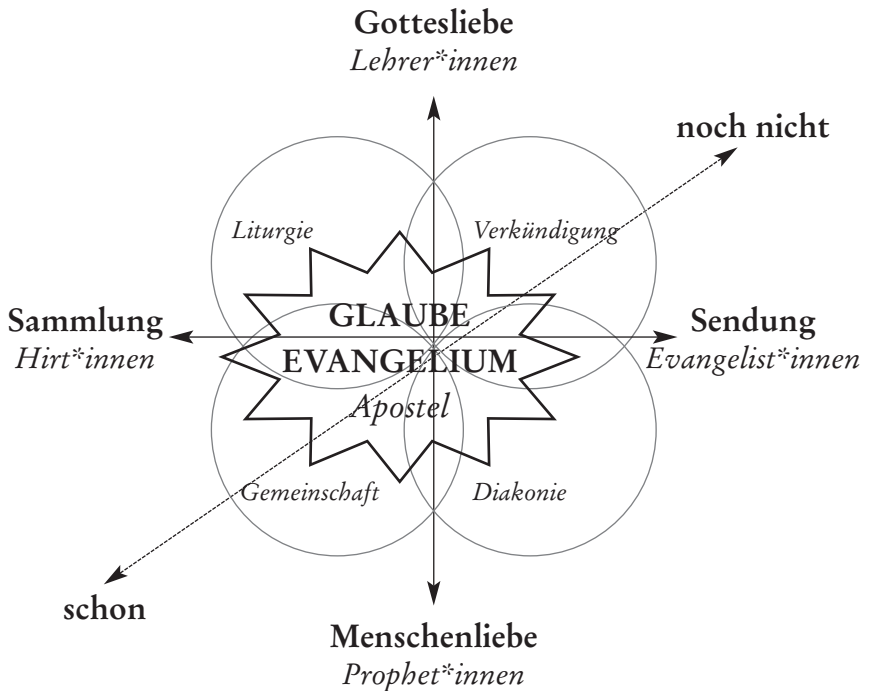 Gottesliebe
Lehrer*innen
noch nicht
Liturgie
Verkündigung
Sammlung
Hirt*innen
GLAUBE
EVANGELIUM
Apostel
Sendung
Evangelist*innen
Gemeinschaft
Diakonie
schon
Menschenliebe
Prophet*innen